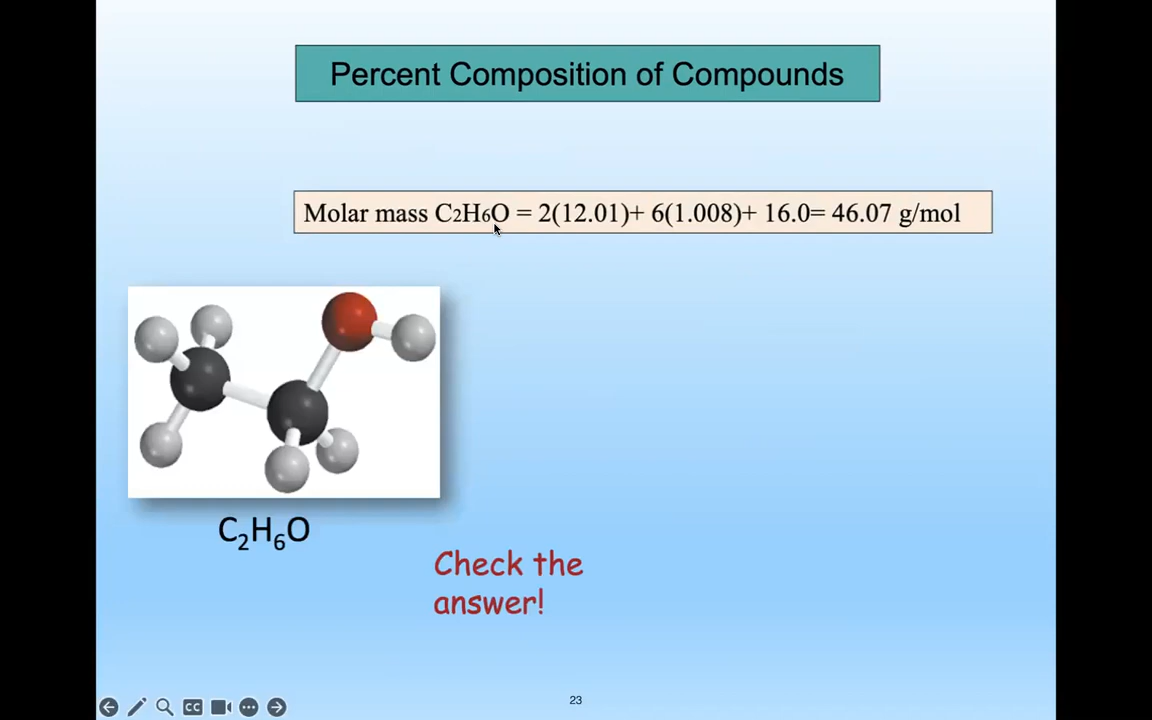 Percent Composition of Compounds
Molar mass C2H6O = 2(12.01)+ 6(1.008)+ 16.0= 46.07 g/mol
C₂H₆O
Check the
answer!
CC
23